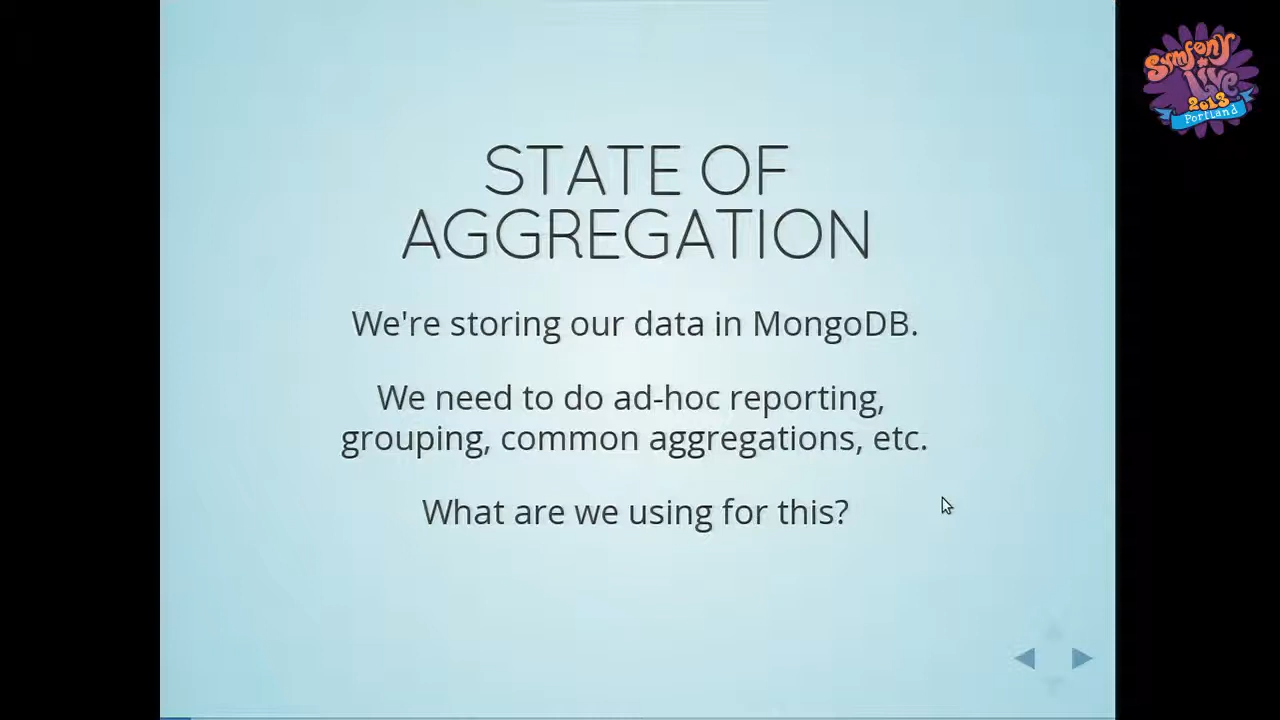 STATE OF
AGGREGATION
We're storing our data in MongoDB.
We need to do ad-hoc reporting,
grouping, common aggregations, etc.
What are we using for this?
Symfony
Live
2013
Portland